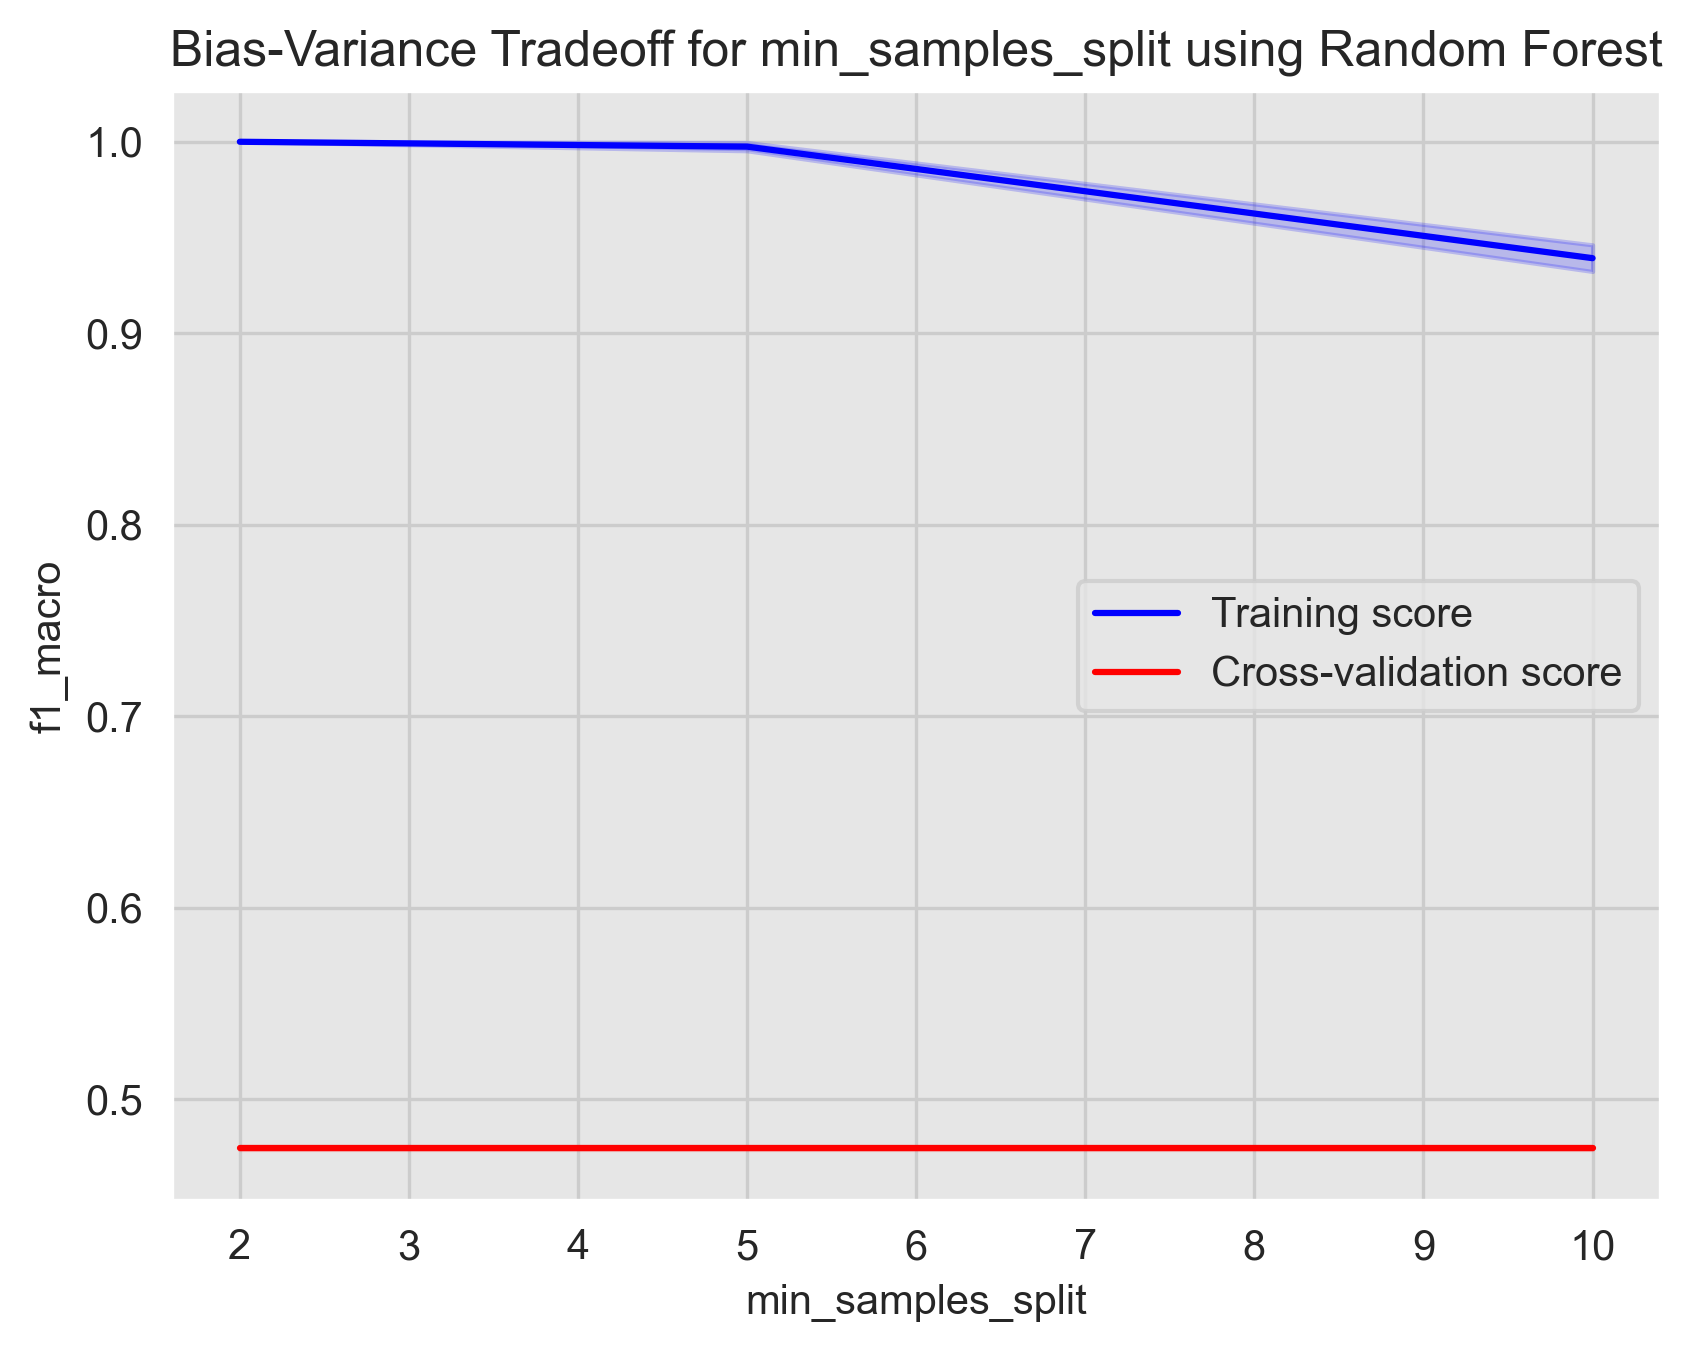 Bias-Variance Tradeoff for min_samples_split using Random Forest
1.0
0.9
0.8
0.7
0.6
0.5
f1_macro
Training score
Cross-validation score
2 3 4 5 6 7 8 9 10
min_samples_split